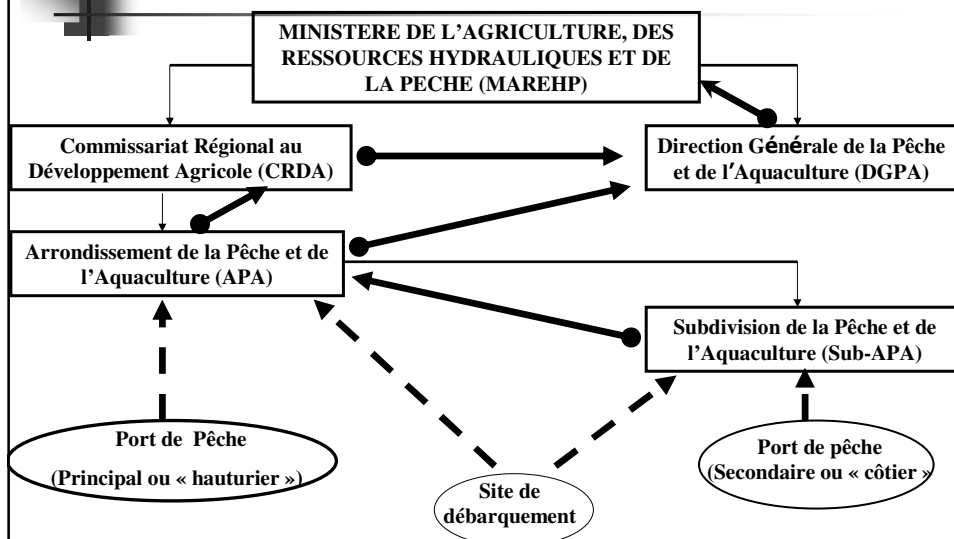 MINISTERE DE L’AGRICULTURE, DES
RESSOURCES HYDRAULIQUES ET DE
LA PECHE (MAREHP)
Commissariat Régional au
Développement Agricole (CRDA)
Direction Générale de la Pêche
et de l’Aquaculture (DGPA)
Arrondissement de la Pêche et de
l’Aquaculture (APA)
Subdivision de la Pêche et de
l’Aquaculture (Sub-APA)
Port de Pêche
(Principal ou « hauturier »)
Site de
débarquement
Port de pêche
(Secondaire ou « côtier »